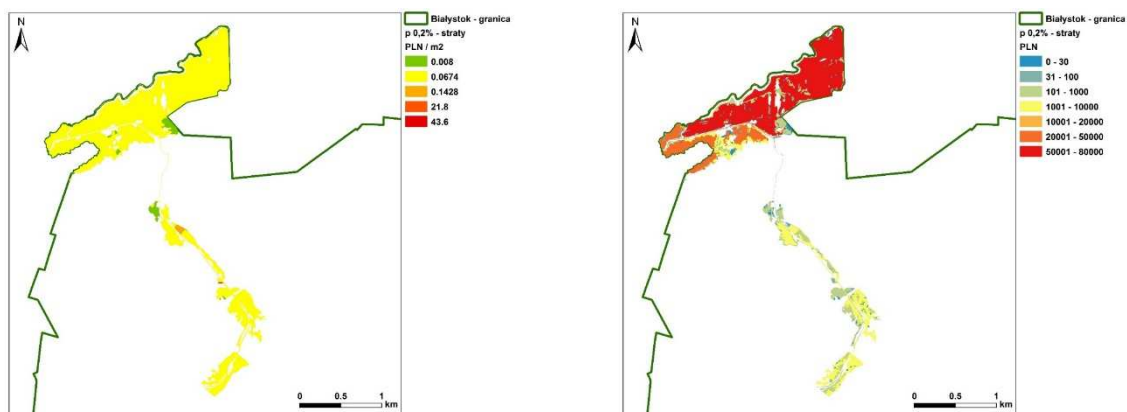 N
Białystok - granica
p 0,2% - straty
PLN / m2
0.008
0.0674
0.1428
21.8
43.6
0 0.5 1
km
N
Białystok - granica
p 0,2% - straty
PLN
0 - 30
31 - 100
101 - 1000
1001 - 10000
10001 - 20000
20001 - 50000
50001 - 80000
0 0.5 1
km